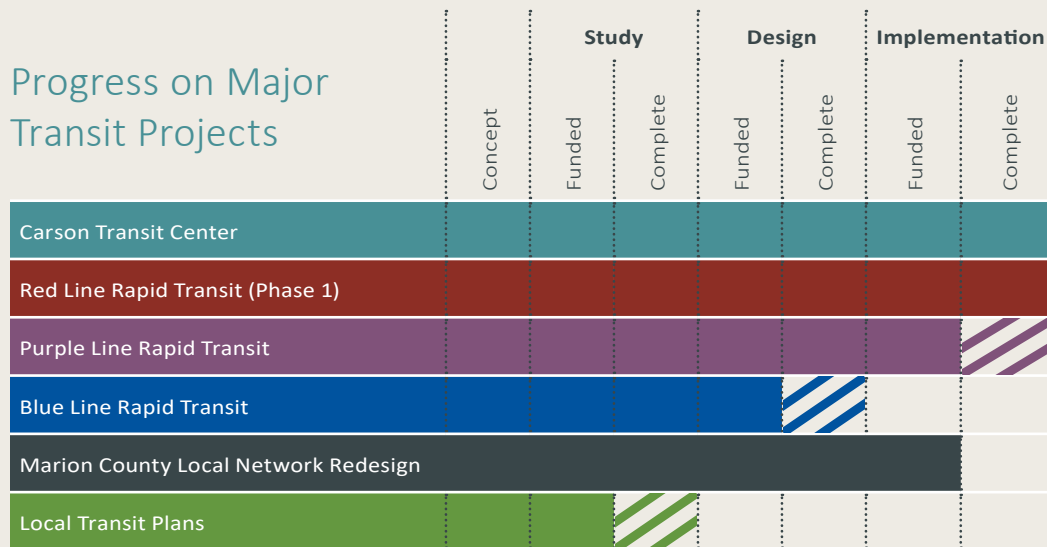 Progress on Major
Transit Projects
Study
Design
Implementation
Concept
Funded
Complete
Funded
Complete
Funded
Complete
Carson Transit Center
Red Line Rapid Transit (Phase 1)
Purple Line Rapid Transit
Blue Line Rapid Transit
Marion County Local Network Redesign
Local Transit Plans